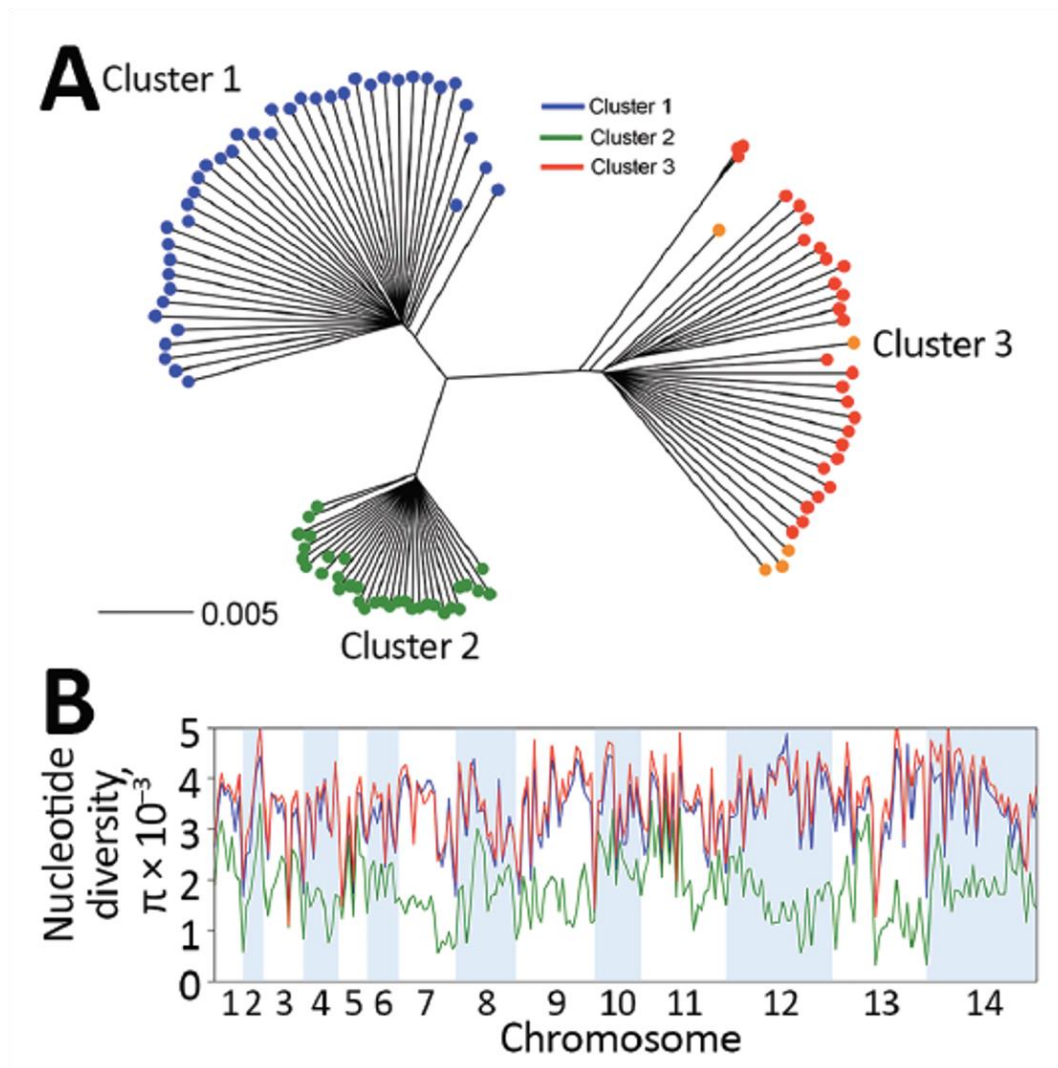 A
Cluster 1
Cluster 1
Cluster 2
Cluster 3
Cluster 3
0.005
Cluster 2
B
Nucleotide
diversity,
π × 10⁻³
5
4
3
2
1
0
1 2 3 4 5 6 7 8 9 10 11 12 13 14
Chromosome